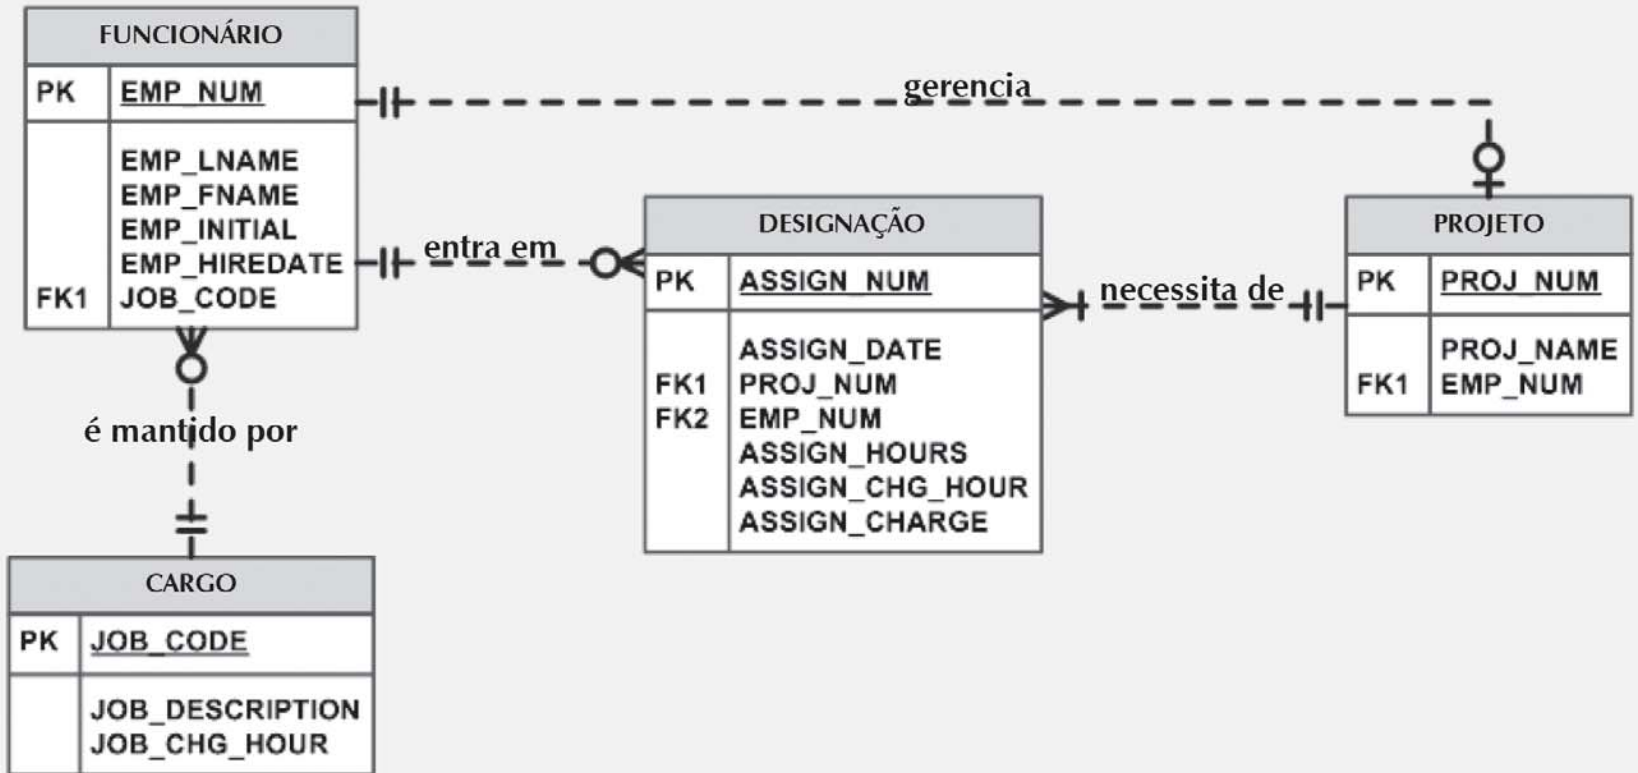 FUNCIONÁRIO
PK EMP_NUM
EMP_LNAME
EMP_FNAME
EMP_INITIAL
EMP_HIREDATE
FK1 JOB_CODE
gerencia
entra em
é mantido por
DESIGNAÇÃO
PK ASSIGN_NUM
ASSIGN_DATE
FK1 PROJ_NUM
FK2 EMP_NUM
ASSIGN_HOURS
ASSIGN_CHG_HOUR
ASSIGN_CHARGE
necessita de
PROJETO
PK PROJ_NUM
PROJ_NAME
FK1 EMP_NUM
CARGO
PK JOB_CODE
JOB_DESCRIPTION
JOB_CHG_HOUR